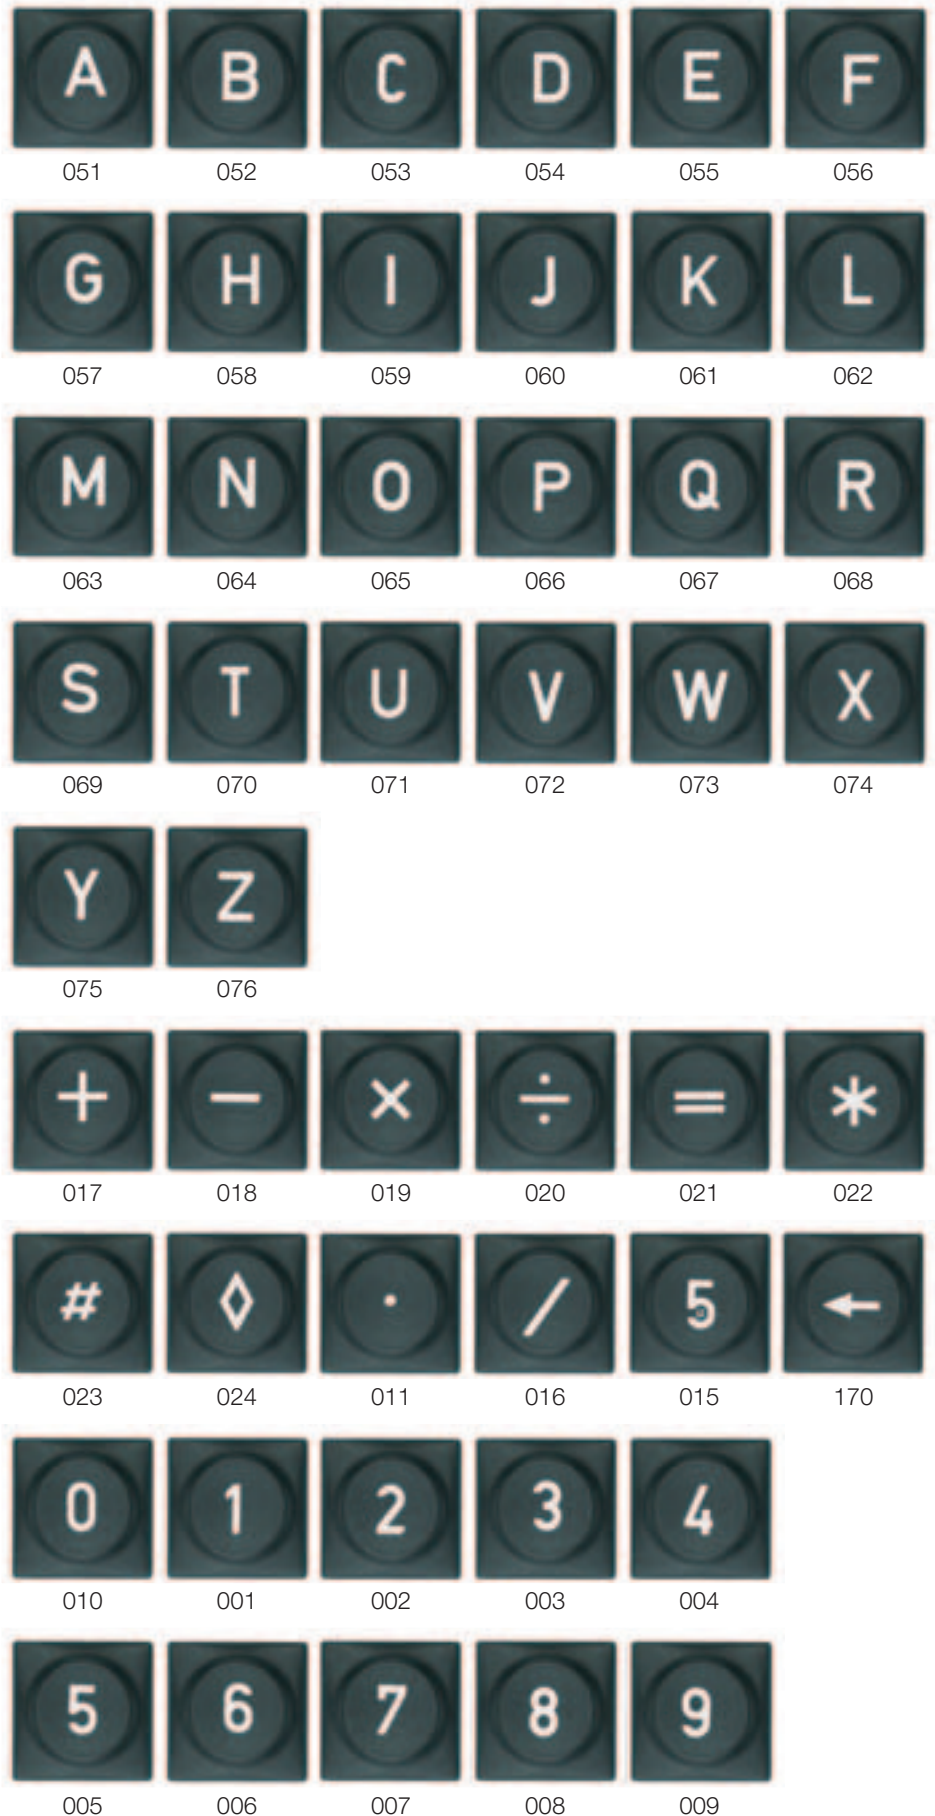 A B C D E F
051 052 053 054 055 056
G H I J K L
057 058 059 060 061 062
M N O P Q R
063 064 065 066 067 068
S T U V W X
069 070 071 072 073 074
Y Z
075 076
+ − × ÷ = *
017 018 019 020 021 022
# ◊ · / 5 ←
023 024 011 016 015 170
0 1 2 3 4
010 001 002 003 004
5 6 7 8 9
005 006 007 008 009